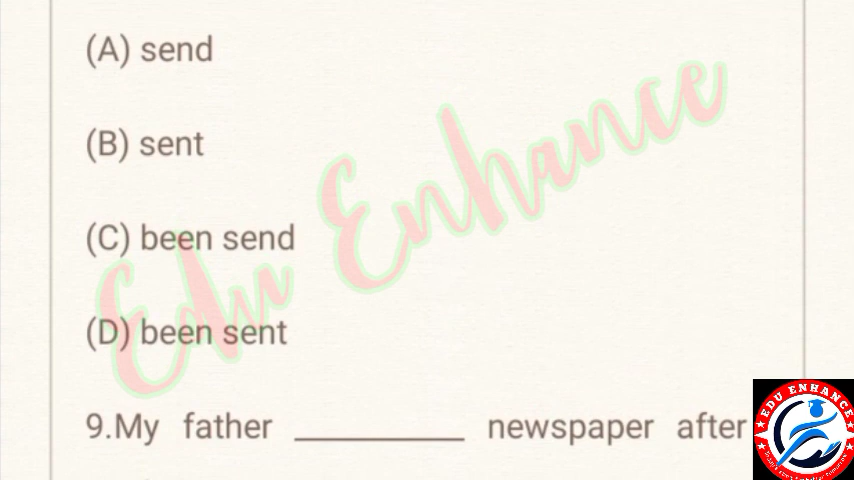 (A) send
(B) sent
(C) been send
(D) been sent
9.My father __________ newspaper after
Edu Enhance
EDU ENHANCE